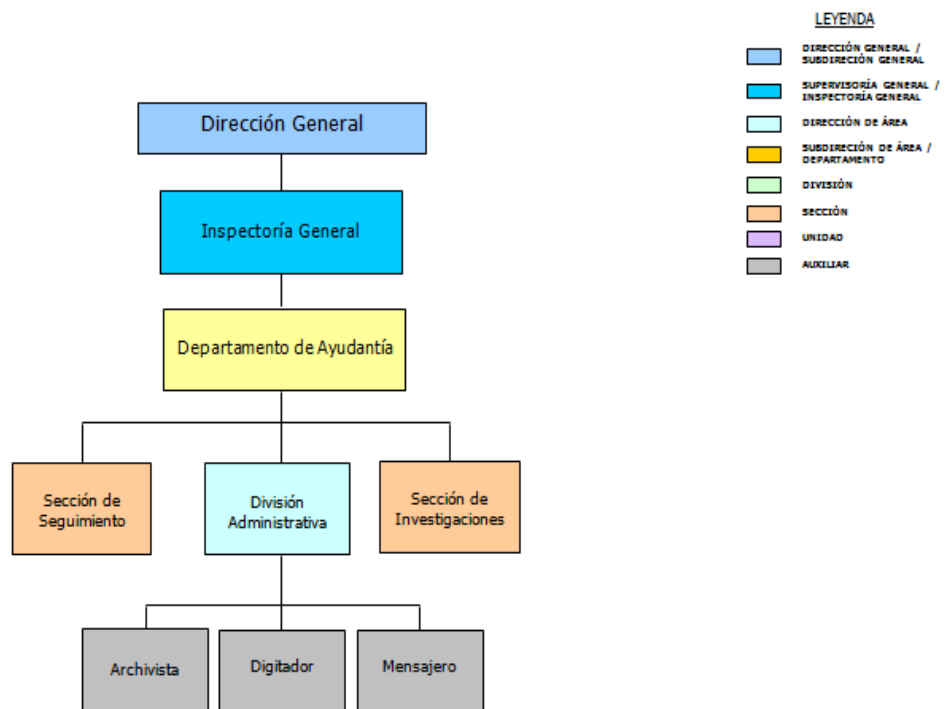 LEYENDA
DIRECCIÓN GENERAL /
SUBDIRECIÓN GENERAL
SUPERVISORÍA GENERAL /
INSPECTORÍA GENERAL
DIRECCIÓN DE ÁREA
SUBDIRECIÓN DE ÁREA /
DEPARTAMENTO
DIVISIÓN
SECCIÓN
UNIDAD
AUXILIAR
Dirección General
Inspectoría General
Departamento de Ayudantía
Sección de
Seguimiento
División
Administrativa
Sección de
Investigaciones
Archivista
Digitador
Mensajero